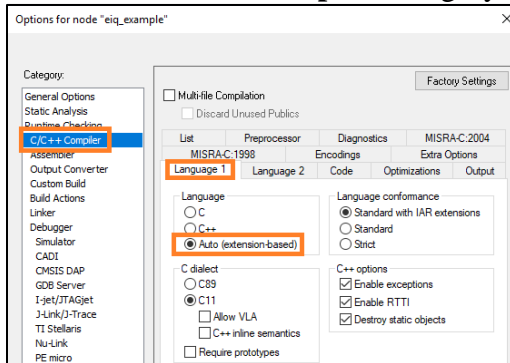 Options for node "eiq_example"
Category:
General Options
Static Analysis
Runtime Checking
C/C++ Compiler
Assembler
Output Converter
Custom Build
Build Actions
Linker
Debugger
Simulator
CADI
CMSIS DAP
GDB Server
I-jet/JTAGjet
J-Link/J-Trace
TI Stellaris
Nu-Link
PE micro
Factory Settings
Multi-file Compilation
Discard Unused Publics
List Preprocessor Diagnostics MISRA-C:2004
MISRA-C:1998 Encodings Extra Options
Language 1 Language 2 Code Optimizations Output
Language
C
C++
Auto (extension-based)
Language conformance
Standard with IAR extensions
Standard
Strict
C dialect
C89
C11
Allow VLA
C++ inline semantics
Require prototypes
C++ options
Enable exceptions
Enable RTTI
Destroy static objects